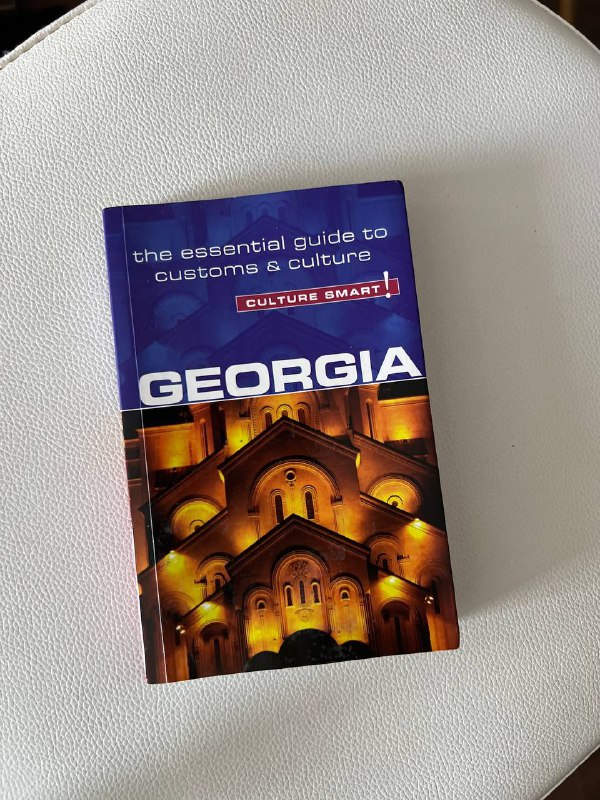 the essential guide to
customs & culture
CULTURE SMART!
GEORGIA